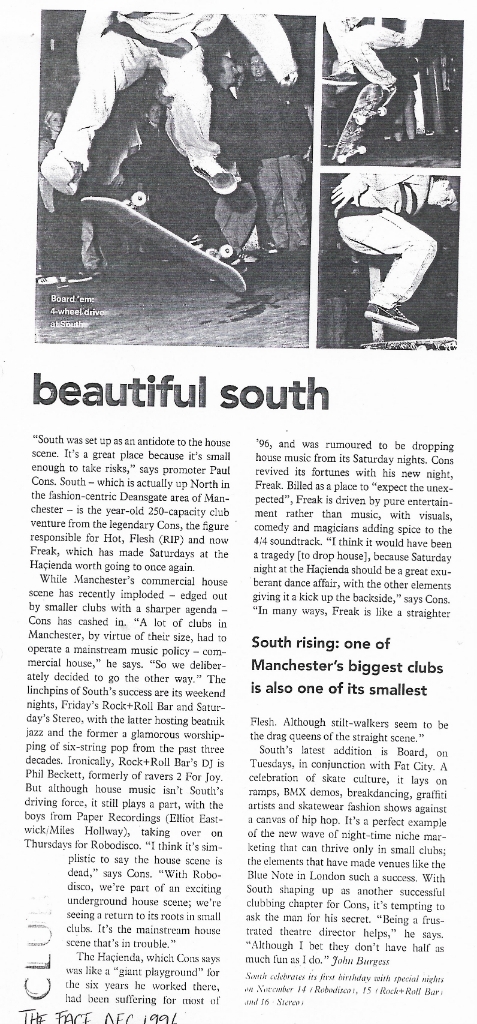 Board 'em:
4-wheel drive
at South
beautiful south
"South was set up as an antidote to the house
scene. It's a great place because it's small
enough to take risks," says promoter Paul
Cons. South – which is actually up North in
the fashion-centric Deansgate area of Man-
chester – is the year-old 250-capacity club
venture from the legendary Cons, the figure
responsible for Hot, Flesh (RIP) and now
Freak, which has made Saturdays at the
Haçienda worth going to once again.
While Manchester's commercial house
scene has recently imploded – edged out
by smaller clubs with a sharper agenda –
Cons has cashed in. "A lot of clubs in
Manchester, by virtue of their size, had to
operate a mainstream music policy – com-
mercial house," he says. "So we deliber-
ately decided to go the other way." The
linchpins of South's success are its weekend
nights, Friday's Rock+Roll Bar and Satur-
day's Stereo, with the latter hosting beatnik
jazz and the former a glamorous worship-
ping of six-string pop from the past three
decades. Ironically, Rock+Roll Bar's DJ is
Phil Beckett, formerly of ravers 2 For Joy.
But although house music isn't South's
driving force, it still plays a part, with the
boys from Paper Recordings (Elliot East-
wick/Miles Hollway), taking over on
Thursdays for Robodisco. "I think it's sim-
plistic to say the house scene is
dead," says Cons. "With Robo-
disco, we're part of an exciting
underground house scene; we're
seeing a return to its roots in small
clubs. It's the mainstream house
scene that's in trouble."
The Haçienda, which Cons says
was like a "giant playground" for
the six years he worked there,
had been suffering for most of
'96, and was rumoured to be dropping
house music from its Saturday nights. Cons
revived its fortunes with his new night,
Freak. Billed as a place to "expect the unex-
pected", Freak is driven by pure entertain-
ment rather than music, with visuals,
comedy and magicians adding spice to the
4/4 soundtrack. "I think it would have been
a tragedy [to drop house], because Saturday
night at the Haçienda should be a great exu-
berant dance affair, with the other elements
giving it a kick up the backside," says Cons.
"In many ways, Freak is like a straighter
South rising: one of
Manchester's biggest clubs
is also one of its smallest
Flesh. Although stilt-walkers seem to be
the drag queens of the straight scene."
South's latest addition is Board, on
Tuesdays, in conjunction with Fat City. A
celebration of skate culture, it lays on
ramps, BMX demos, breakdancing, graffiti
artists and skatewear fashion shows against
a canvas of hip hop. It's a perfect example
of the new wave of night-time niche mar-
keting that can thrive only in small clubs;
the elements that have made venues like the
Blue Note in London such a success. With
South shaping up as another successful
clubbing chapter for Cons, it's tempting to
ask the man for his secret. "Being a frus-
trated theatre director helps," he says.
"Although I bet they don't have half as
much fun as I do." John Burgess
South celebrates its first birthday with special nights
on November 14 (Robodisco), 15 (Rock+Roll Bar)
and 16 (Stereo)
CLUB
THE FACE DEC 1996